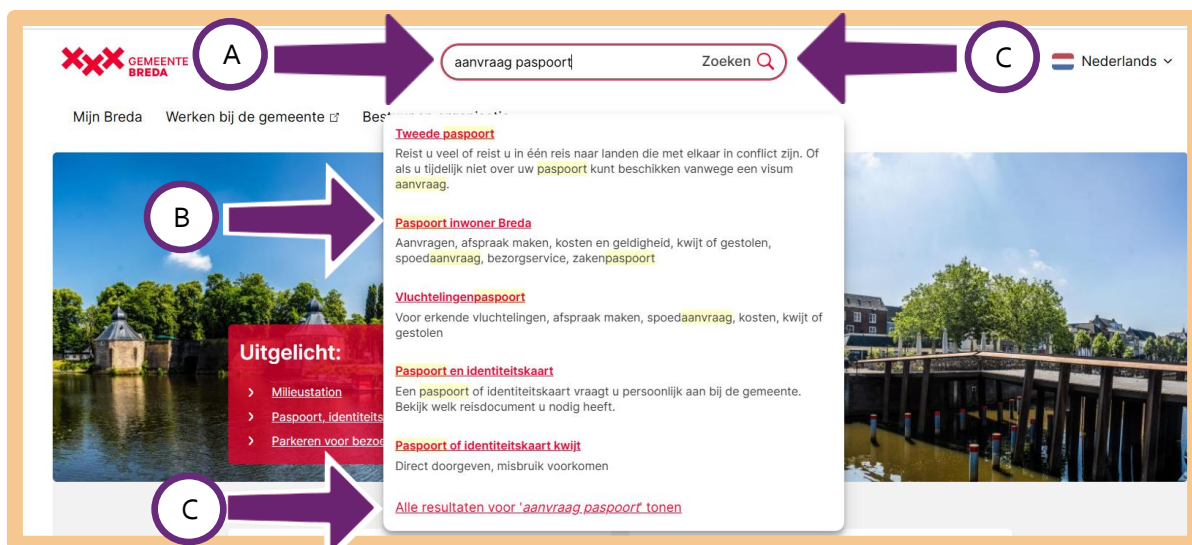 A
C
GEMEENTE
BREDA
aanvraag paspoort
Zoeken
Nederlands
Mijn Breda
Werken bij de gemeente
Tweede paspoort
Reist u veel of reist u in één reis naar landen die met elkaar in conflict zijn. Of
als u tijdelijk niet over uw paspoort kunt beschikken vanwege een visum
aanvraag.
B
Paspoort inwoner Breda
Aanvragen, afspraak maken, kosten en geldigheid, kwijt of gestolen,
spoedaanvraag, bezorgservice, zakenpaspoort
Vluchtelingenpaspoort
Voor erkende vluchtelingen, afspraak maken, spoedaanvraag, kosten, kwijt of
gestolen
Uitgelicht:
Milieustation
Paspoort, identiteits
Parkeren voor bezoe
Paspoort en identiteitskaart
Een paspoort of identiteitskaart vraagt u persoonlijk aan bij de gemeente.
Bekijk welk reisdocument u nodig heeft.
Paspoort of identiteitskaart kwijt
Direct doorgeven, misbruik voorkomen
C
Alle resultaten voor 'aanvraag paspoort' tonen